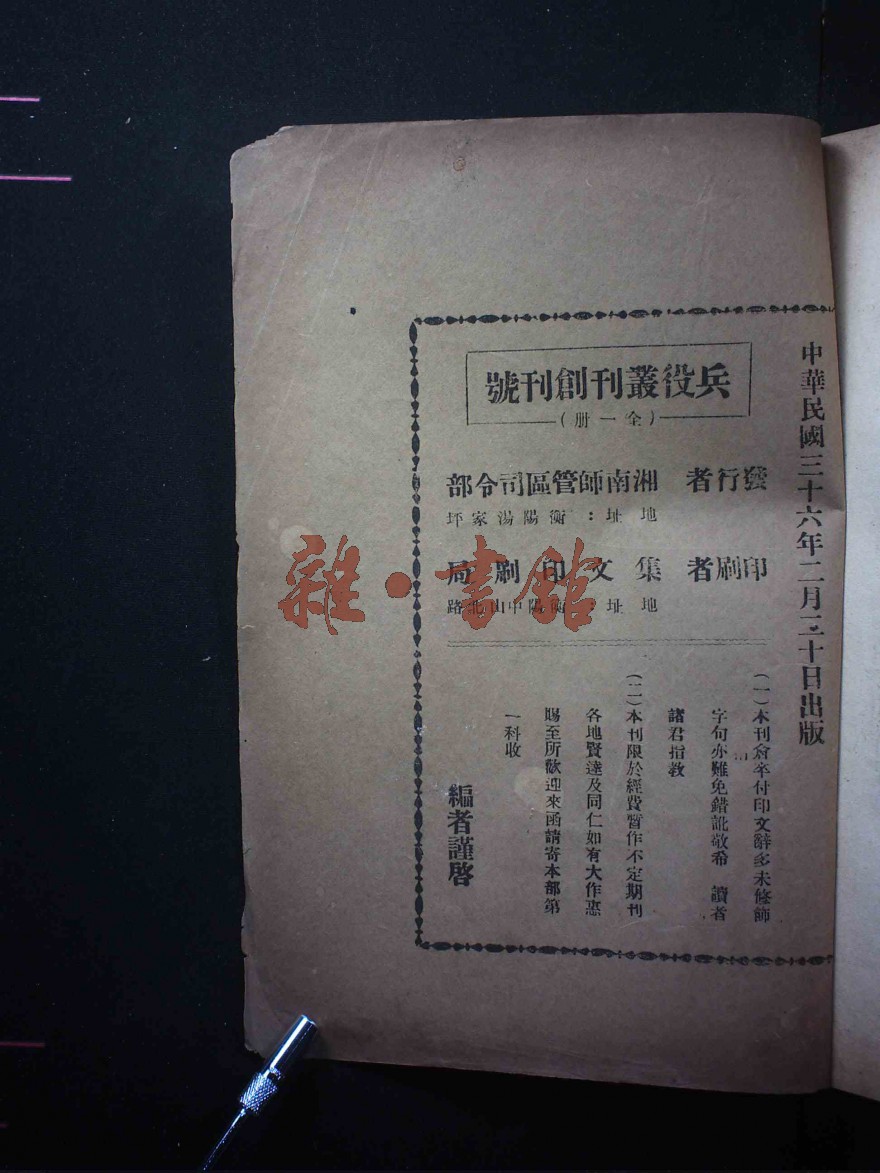 中華民國三十六年二月二十日出版
兵役叢刊創刊號
（全一册）
發行者 湘南師管區司令部
地址：衡陽湯家坪
印刷者 集文印刷局
地址：衡陽中山北路
（一）本刊倉卒付印文辭多未修飾
字句亦難免錯訛敬希 讀者
諸君指教
（二）本刊限於經費暫作不定期刊
各地賢達及同仁如有大作惠
賜至所歡迎來函請寄本部第
一科收
編者謹啓
雜·書館